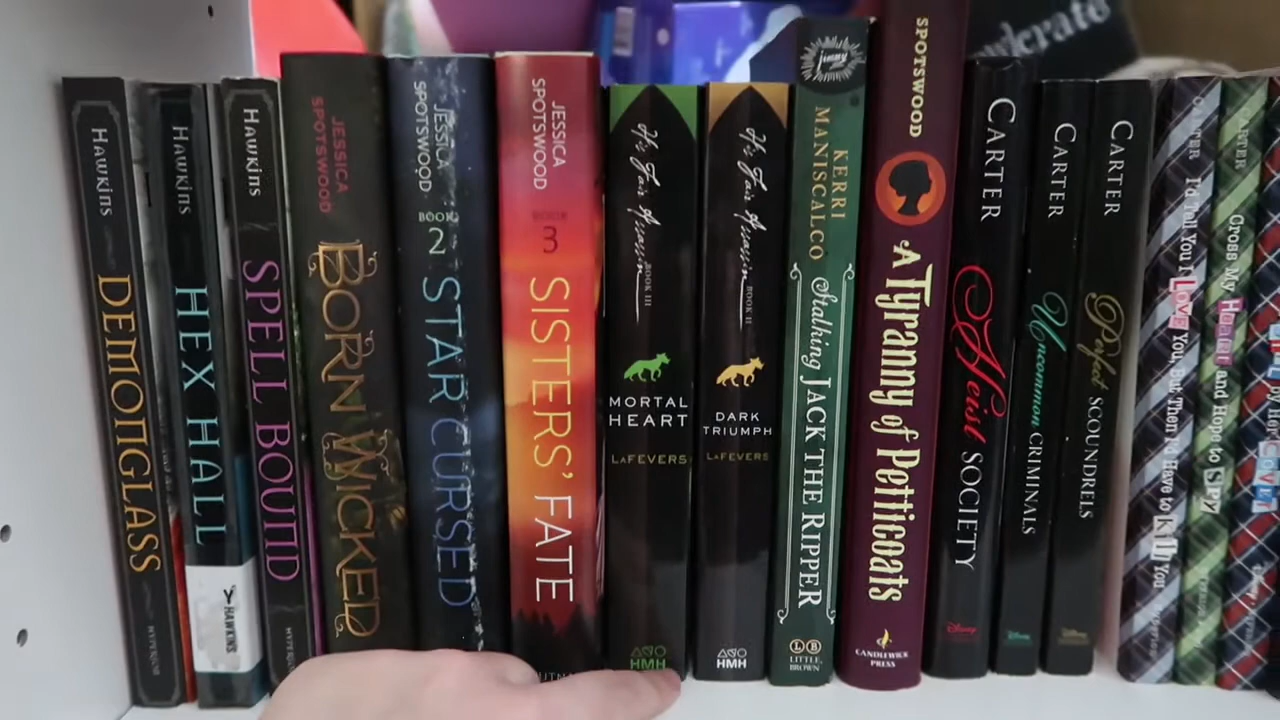 HAWKINS
DEMONGLASS
HYPERION
HAWKINS
HEX HALL
Y
HAWKINS
HAWKINS
SPELL BOUND
JESSICA
SPOTSWOOD
BORN WICKED
JESSICA
SPOTSWOOD
BOOK
2
STAR CURSED
JESSICA
SPOTSWOOD
BOOK
3
SISTERS' FATE
His Fair Assassin
BOOK III
MORTAL
HEART
LAFEVERS
HMH
His Fair Assassin
BOOK II
DARK
TRIUMPH
LAFEVERS
HMH
KERRI
MANISCALCO
Stalking JACK THE RIPPER
LB
LITTLE,
BROWN
SPOTSWOOD
A Tyranny of Petticoats
CANDLEWICK
PRESS
CARTER
Heist SOCIETY
Disney
CARTER
Uncommon CRIMINALS
Disney
CARTER
Perfect SCOUNDRELS
Disney
CARTER
I'd Tell You I Love You, But Then I'd Have to Kill You
CARTER
Cross My Heart and Hope to Spy